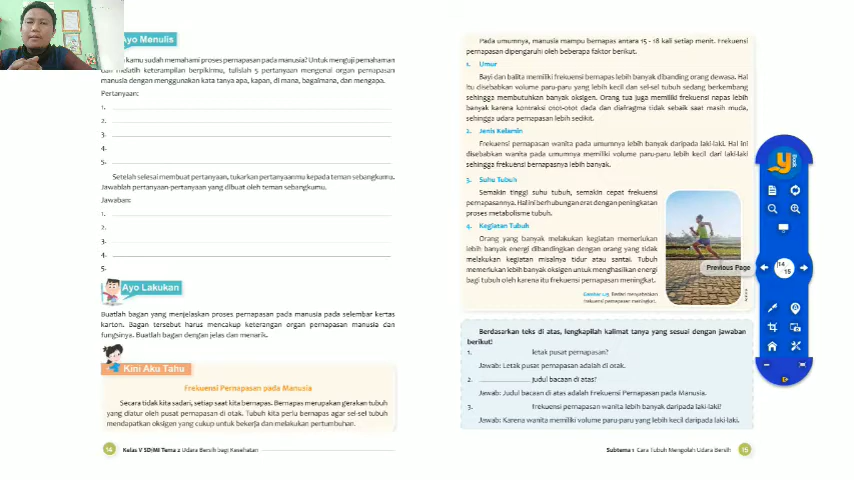 Ayo Menulis
kamu sudah memahami proses pernapasan pada manusia? Untuk menguji pemahaman
dan melatih keterampilan berpikirmu, tulislah 5 pertanyaan mengenai organ pernapasan
manusia dengan menggunakan kata tanya apa, kapan, di mana, bagaimana, dan mengapa.
Pertanyaan:
1.
2.
3.
4.
5.
Setelah selesai membuat pertanyaan, tukarkan pertanyaanmu kepada teman sebangkumu.
Jawablah pertanyaan-pertanyaan yang dibuat oleh teman sebangkumu.
Jawaban:
1.
2.
3.
4.
5.
Ayo Lakukan
Buatlah bagan yang menjelaskan proses pernapasan pada manusia pada selembar kertas
karton. Bagan tersebut harus mencakup keterangan organ pernapasan manusia dan
fungsinya. Buatlah bagan dengan jelas dan menarik.
Kini Aku Tahu
Frekuensi Pernapasan pada Manusia
Secara tidak kita sadari, setiap saat kita bernapas. Bernapas merupakan gerakan tubuh
yang diatur oleh pusat pernapasan di otak. Tubuh kita perlu bernapas agar sel-sel tubuh
mendapatkan oksigen yang cukup untuk bekerja dan melakukan pertumbuhan.
14 Kelas V SD/MI Tema 2 Udara Bersih bagi Kesehatan
Pada umumnya, manusia mampu bernapas antara 15 - 18 kali setiap menit. Frekuensi
pernapasan dipengaruhi oleh beberapa faktor berikut.
1. Umur
Bayi dan balita memiliki frekuensi bernapas lebih banyak dibanding orang dewasa. Hal
itu disebabkan volume paru-paru yang lebih kecil dan sel-sel tubuh sedang berkembang
sehingga membutuhkan banyak oksigen. Orang tua juga memiliki frekuensi napas lebih
banyak karena kontraksi otot-otot dada dan diafragma tidak sebaik saat masih muda,
sehingga udara pernapasan lebih sedikit.
2. Jenis Kelamin
Frekuensi pernapasan wanita pada umumnya lebih banyak daripada laki-laki. Hal ini
disebabkan wanita pada umumnya memiliki volume paru-paru lebih kecil dari laki-laki
sehingga frekuensi bernapasnya lebih banyak.
3. Suhu Tubuh
Semakin tinggi suhu tubuh, semakin cepat frekuensi
pernapasannya. Hal ini berhubungan erat dengan peningkatan
proses metabolisme tubuh.
4. Kegiatan Tubuh
Orang yang banyak melakukan kegiatan memerlukan
lebih banyak energi dibandingkan dengan orang yang tidak
melakukan kegiatan misalnya tidur atau santai. Tubuh
memerlukan lebih banyak oksigen untuk menghasilkan energi
bagi tubuh oleh karena itu frekuensi pernapasan meningkat.
Berlari menyebabkan
frekuensi pernapasan meningkat.
Berdasarkan teks di atas, lengkapilah kalimat tanya yang sesuai dengan jawaban
berikut!
1. letak pusat pernapasan?
Jawab: Letak pusat pernapasan adalah di otak.
2. judul bacaan di atas?
Jawab: Judul bacaan di atas adalah Frekuensi Pernapasan pada Manusia.
3. frekuensi pernapasan wanita lebih banyak daripada laki-laki?
Jawab: Karena wanita memiliki volume paru-paru yang lebih kecil daripada laki-laki.
Subtema 1 Cara Tubuh Mengolah Udara Bersih 15
y
Book
Previous Page
14
15